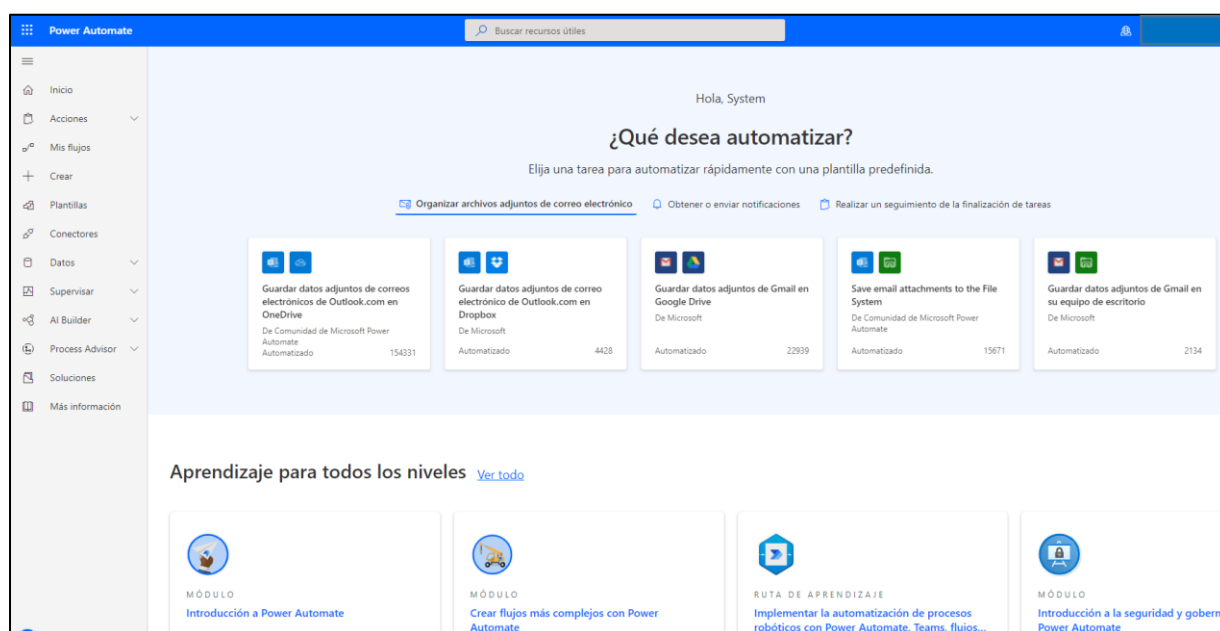 Power Automate
Buscar recursos útiles
Inicio
Acciones
Mis flujos
Crear
Plantillas
Conectores
Datos
Supervisar
AI Builder
Process Advisor
Soluciones
Más información
Hola, System
¿Qué desea automatizar?
Elija una tarea para automatizar rápidamente con una plantilla predefinida.
Organizar archivos adjuntos de correo electrónico
Obtener o enviar notificaciones
Realizar un seguimiento de la finalización de tareas
Guardar datos adjuntos de correos
electrónicos de Outlook.com en
OneDrive
De Comunidad de Microsoft Power
Automate
Automatizado 154331
Guardar datos adjuntos de correo
electrónico de Outlook.com en
Dropbox
De Microsoft
Automatizado 4428
Guardar datos adjuntos de Gmail en
Google Drive
De Microsoft
Automatizado 22939
Save email attachments to the File
System
De Comunidad de Microsoft Power
Automate
Automatizado 15671
Guardar datos adjuntos de Gmail en
su equipo de escritorio
De Microsoft
Automatizado 2134
Aprendizaje para todos los niveles Ver todo
MÓDULO
Introducción a Power Automate
MÓDULO
Crear flujos más complejos con Power
Automate
RUTA DE APRENDIZAJE
Implementar la automatización de procesos
robóticos con Power Automate. Teams, flujos...
MÓDULO
Introducción a la seguridad y gobern
Power Automate